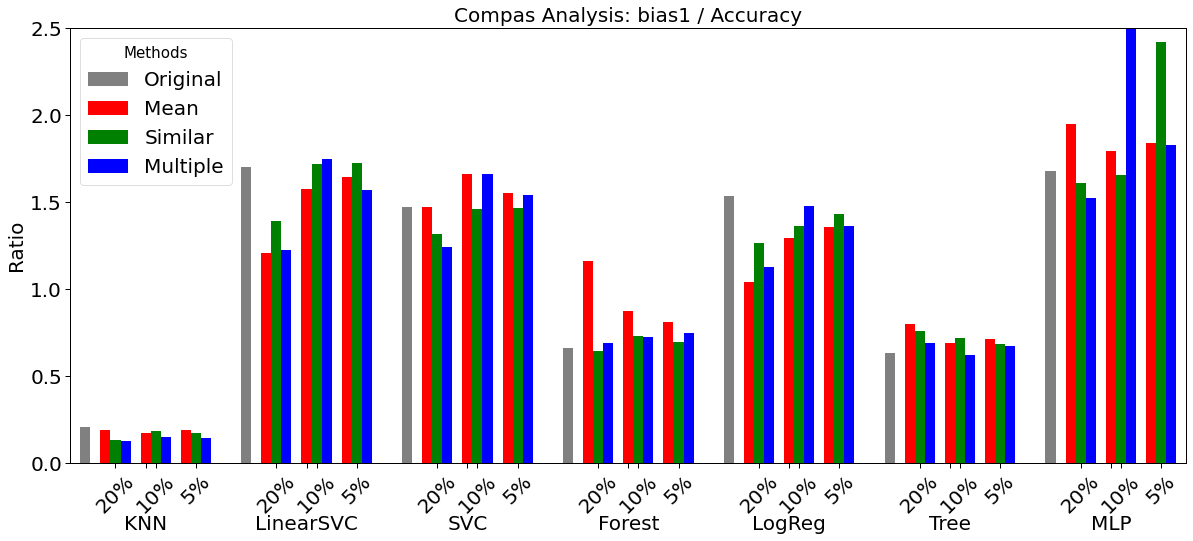 Compas Analysis: bias1 / Accuracy
2.5
2.0
1.5
1.0
0.5
0.0
Ratio
Methods
Original
Mean
Similar
Multiple
20% 10% 5% 20% 10% 5% 20% 10% 5% 20% 10% 5% 20% 10% 5% 20% 10% 5% 20% 10% 5%
KNN LinearSVC SVC Forest LogReg Tree MLP